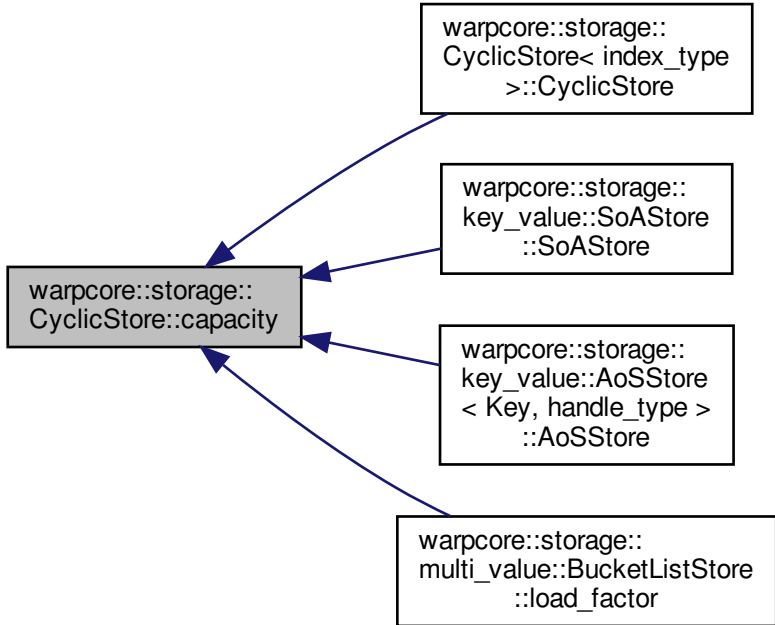 warpcore::storage::
CyclicStore< index_type
>::CyclicStore
warpcore::storage::
key_value::SoAStore
::SoAStore
warpcore::storage::
CyclicStore::capacity
warpcore::storage::
key_value::AoSStore
< Key, handle_type >
::AoSStore
warpcore::storage::
multi_value::BucketListStore
::load_factor